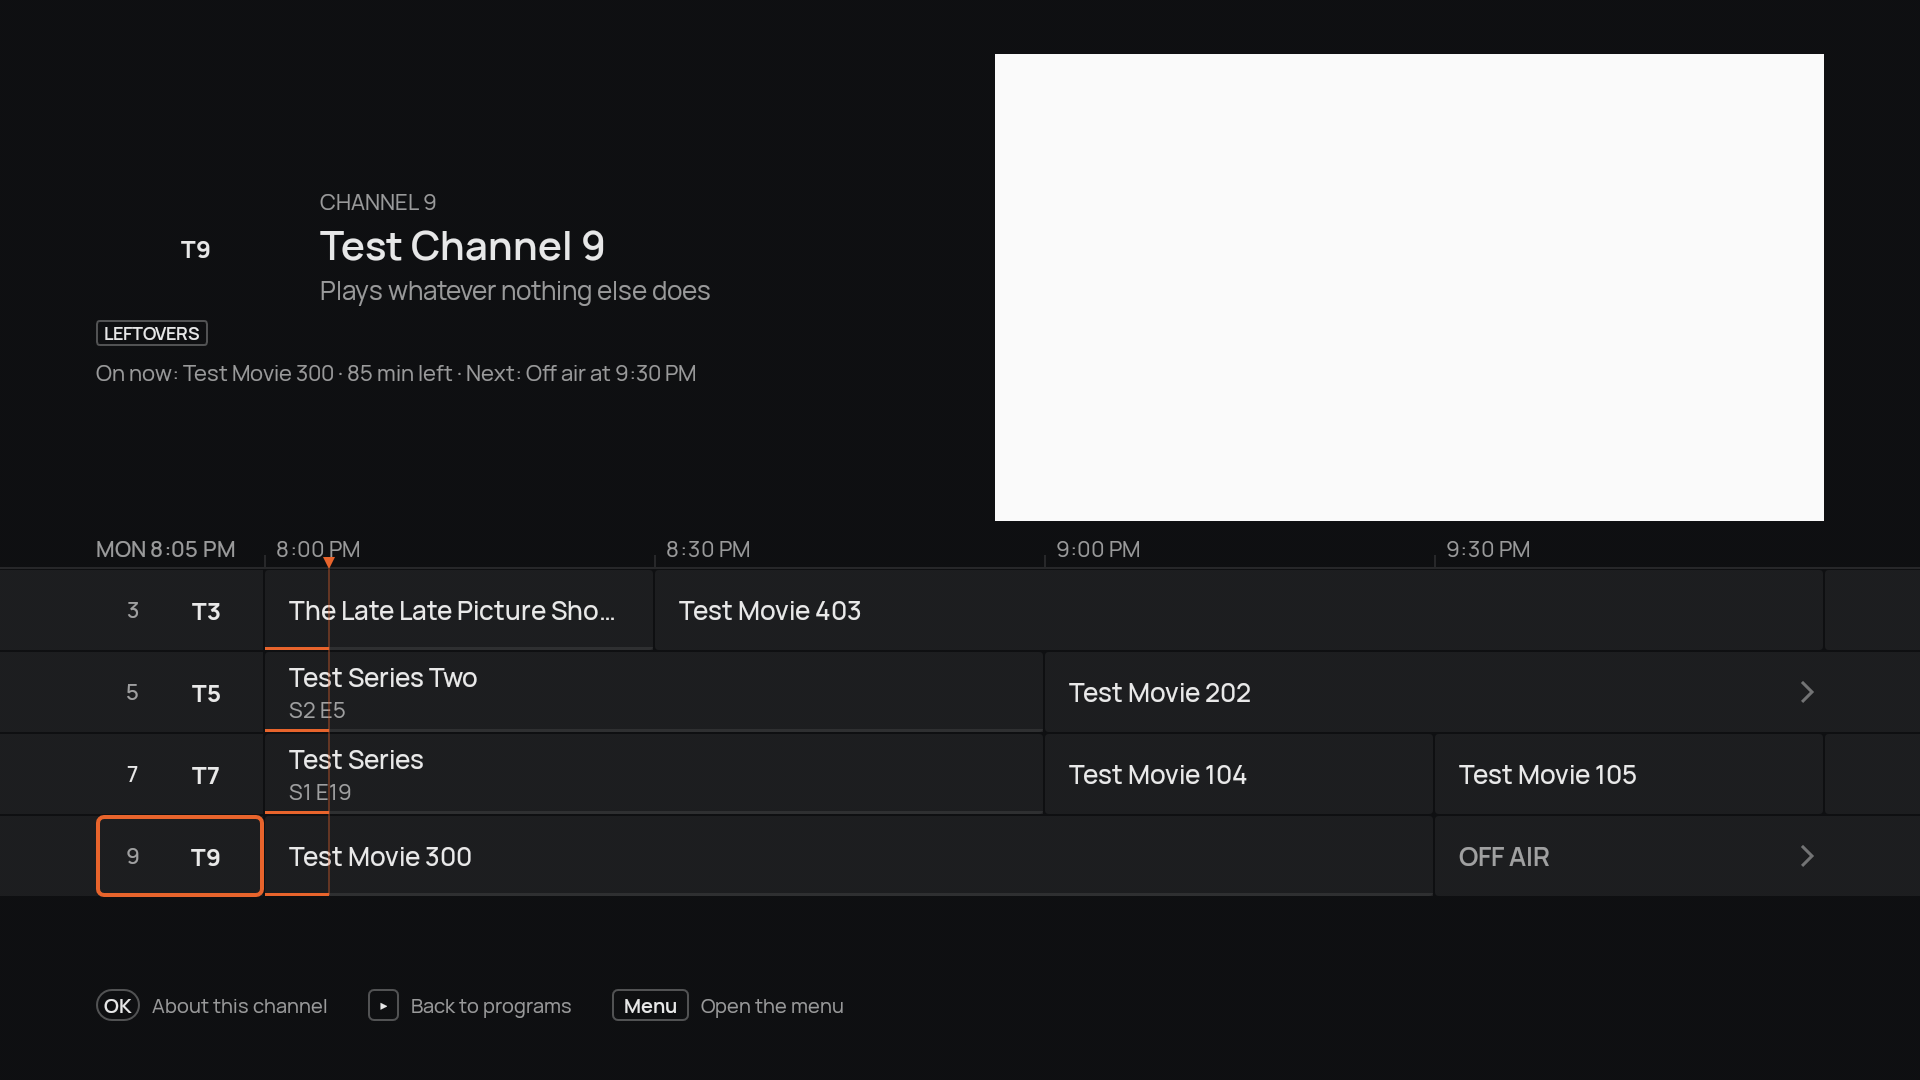 CHANNEL 9
T9
Test Channel 9
Plays whatever nothing else does
LEFTOVERS
On now: Test Movie 300 · 85 min left · Next: Off air at 9:30 PM
MON 8:05 PM 8:00 PM 8:30 PM 9:00 PM 9:30 PM
3 T3 The Late Late Picture Sho... Test Movie 403
5 T5 Test Series Two Test Movie 202
S2 E5
7 T7 Test Series Test Movie 104 Test Movie 105
S1 E19
9 T9 Test Movie 300 OFF AIR
OK About this channel Back to programs Menu Open the menu